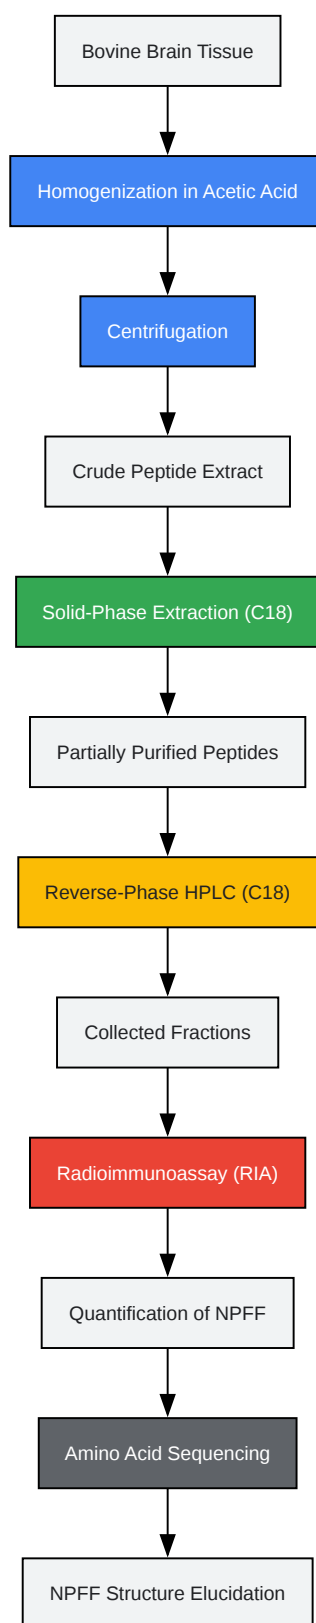 Bovine Brain Tissue
Homogenization in Acetic Acid
Centrifugation
Crude Peptide Extract
Solid-Phase Extraction (C18)
Partially Purified Peptides
Reverse-Phase HPLC (C18)
Collected Fractions
Radioimmunoassay (RIA)
Quantification of NPFF
Amino Acid Sequencing
NPFF Structure Elucidation